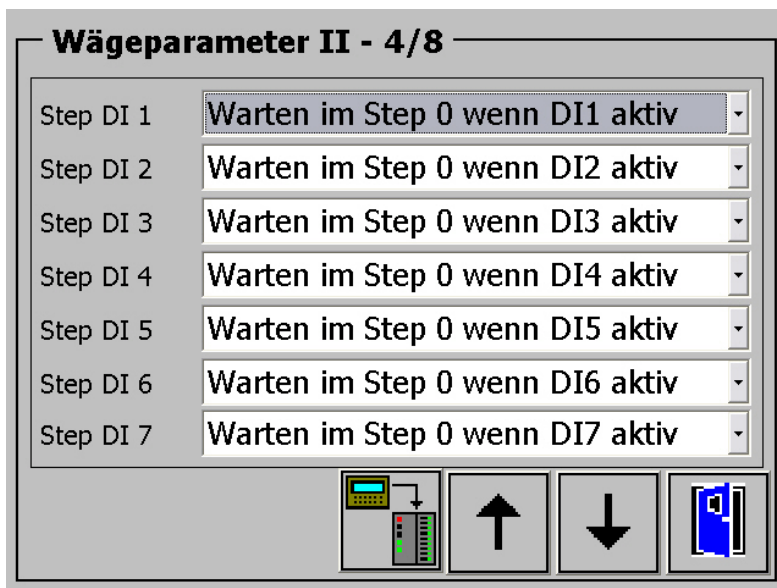 Wägeparameter II - 4/8
Step DI 1 Warten im Step 0 wenn DI1 aktiv
Step DI 2 Warten im Step 0 wenn DI2 aktiv
Step DI 3 Warten im Step 0 wenn DI3 aktiv
Step DI 4 Warten im Step 0 wenn DI4 aktiv
Step DI 5 Warten im Step 0 wenn DI5 aktiv
Step DI 6 Warten im Step 0 wenn DI6 aktiv
Step DI 7 Warten im Step 0 wenn DI7 aktiv